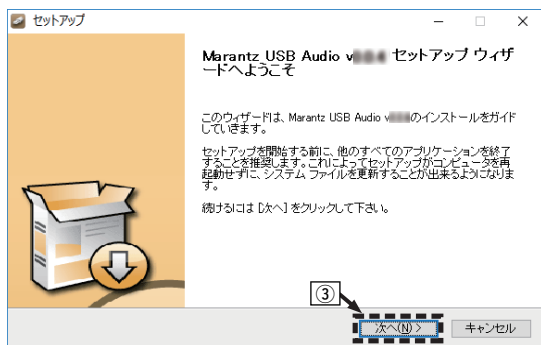 セットアップ
Marantz USB Audio v セットアップ ウィザ
ードへようこそ
このウィザードは、Marantz USB Audio v のインストールをガイド
していきます。
セットアップを開始する前に、他のすべてのアプリケーションを終了
することを推奨します。これによってセットアップがコンピュータを再
起動せずに、システム ファイルを更新することが出来るようになりま
す。
続けるには [次へ] をクリックして下さい。
③
次へ(N) >
キャンセル